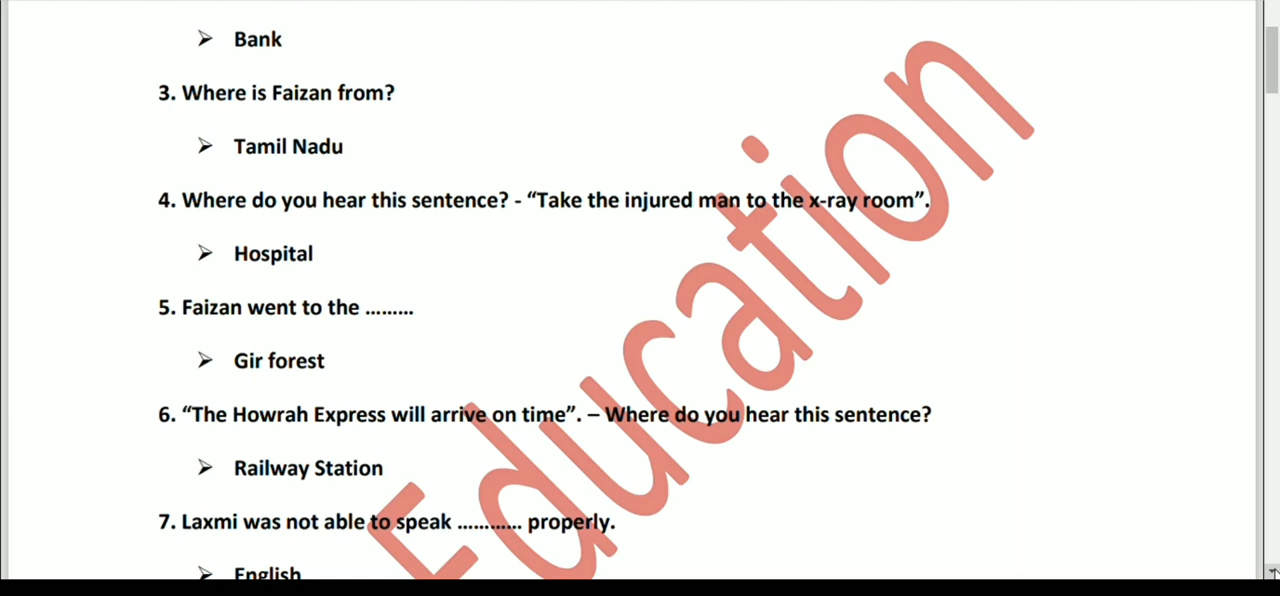 ➢ Bank
3. Where is Faizan from?
➢ Tamil Nadu
4. Where do you hear this sentence? - “Take the injured man to the x-ray room”.
➢ Hospital
5. Faizan went to the .........
➢ Gir forest
6. “The Howrah Express will arrive on time”. – Where do you hear this sentence?
➢ Railway Station
7. Laxmi was not able to speak ............ properly.
➢ English
Education